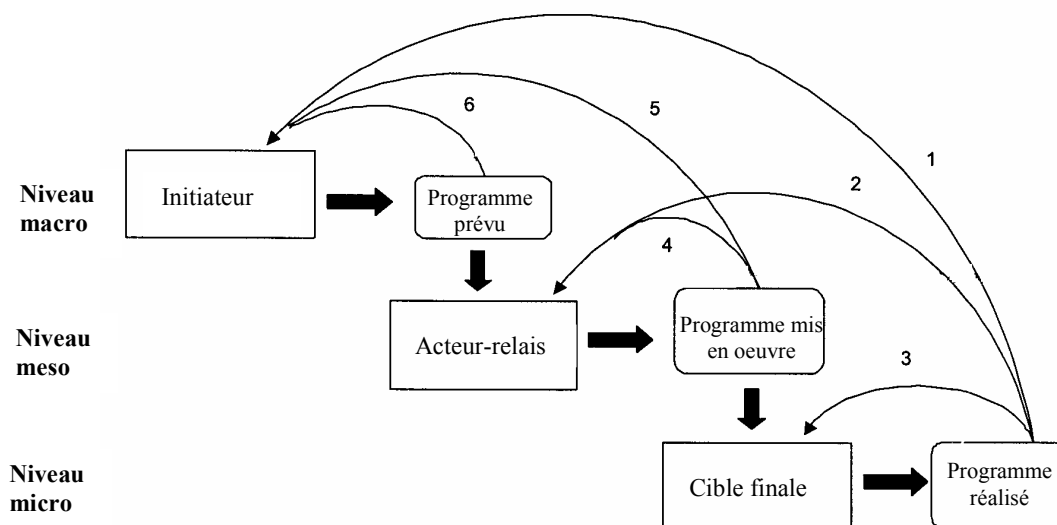 1
6
5
2
4
3
Niveau
macro
Initiateur
Programme
prévu
Niveau
meso
Acteur-relais
Programme mis
en oeuvre
Niveau
micro
Cible finale
Programme
réalisé